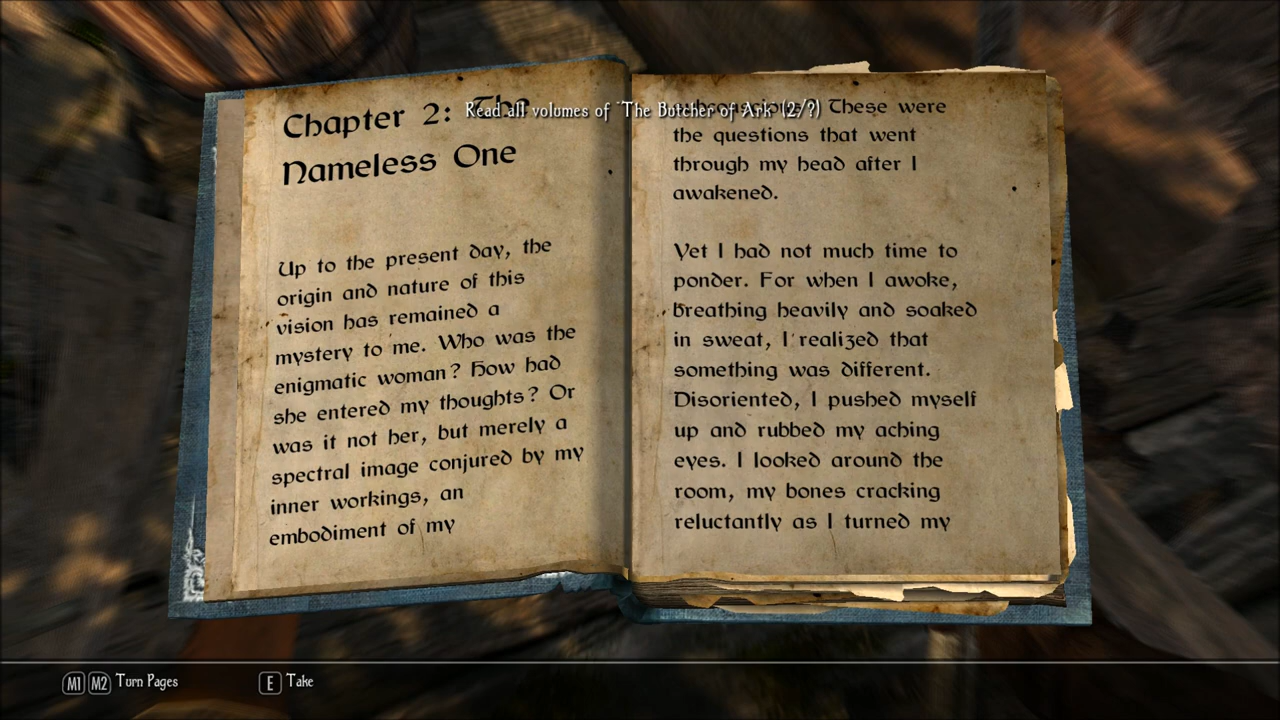 Chapter 2: The
Nameless One
Up to the present day, the
origin and nature of this
vision has remained a
mystery to me. Who was the
enigmatic woman? How had
she entered my thoughts? Or
was it not her, but merely a
spectral image conjured by my
inner workings, an
embodiment of my
Read all volumes of "The Butcher of Ark (2/?)
subconscious? These were
the questions that went
through my head after I
awakened.
Yet I had not much time to
ponder. For when I awoke,
breathing heavily and soaked
in sweat, I realized that
something was different.
Disoriented, I pushed myself
up and rubbed my aching
eyes. I looked around the
room, my bones cracking
reluctantly as I turned my
M1 M2 Turn Pages
E Take